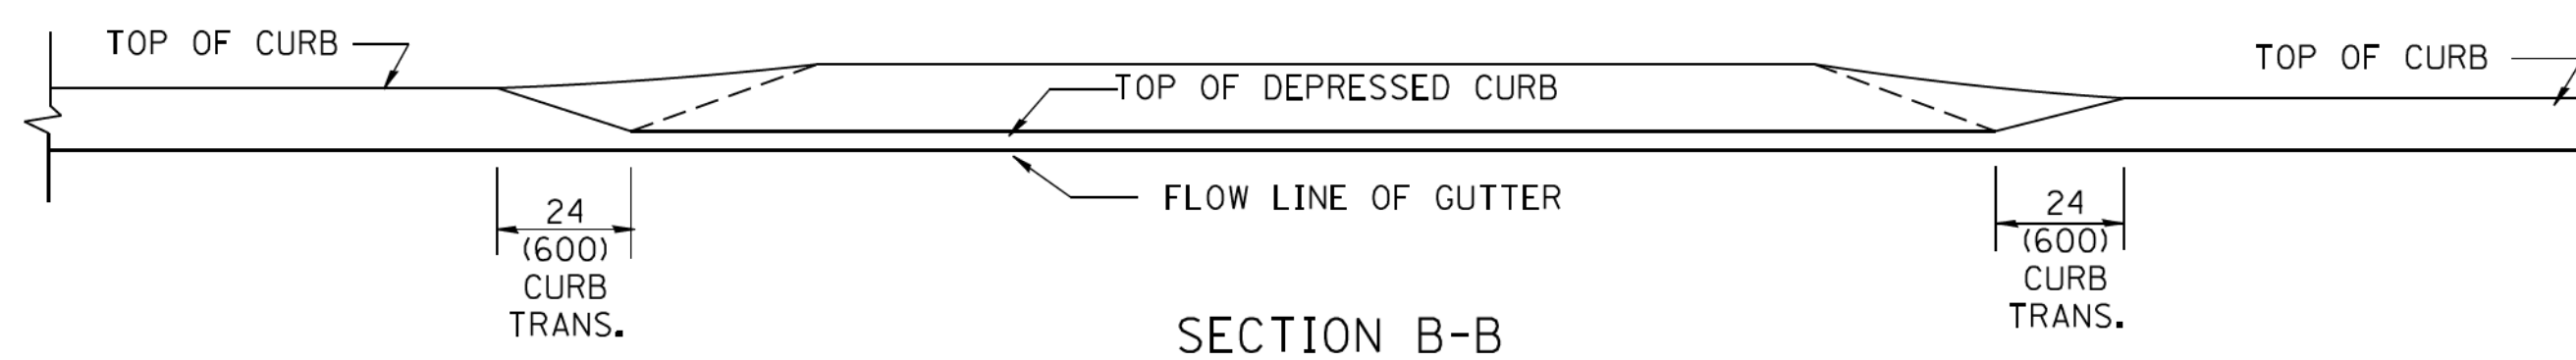 TOP OF CURB
TOP OF CURB
TOP OF DEPRESSED CURB
FLOW LINE OF GUTTER
24
(600)
CURB
TRANS.
24
(600)
CURB
TRANS.
SECTION B-B